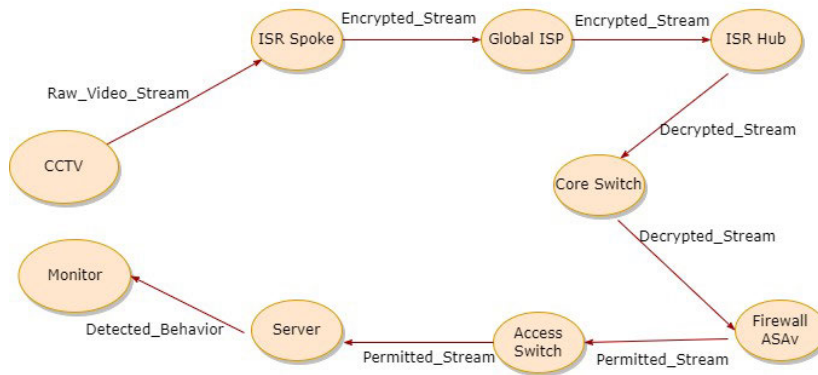 ISR Spoke
Encrypted_Stream
Global ISP
Encrypted_Stream
ISR Hub
Raw_Video_Stream
CCTV
Decrypted_Stream
Core Switch
Decrypted_Stream
Monitor
Detected_Behavior
Server
Permitted_Stream
Access
Switch
Permitted_Stream
Firewall
ASAv